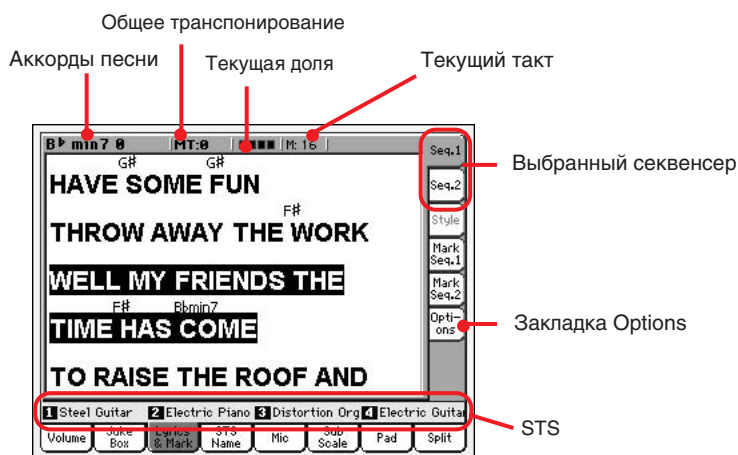 Общее транспонирование
Аккорды песни
Текущая доля
Текущий такт
B♭ min7 0 MT:0 M: 16
Seq.1
G# G#
HAVE SOME FUN
Выбранный секвенсер
Seq.2
F#
Style
THROW AWAY THE WORK
Mark Seq.1
WELL MY FRIENDS THE
Mark Seq.2
F# B♭min7
TIME HAS COME
Opti-
ons
Закладка Options
TO RAISE THE ROOF AND
1 Steel Guitar 2 Electric Piano 3 Distortion Org 4 Electric Guitar
STS
Volume Juke Box Lyrics & Mark STS Name Mic Sub Scale Pad Split